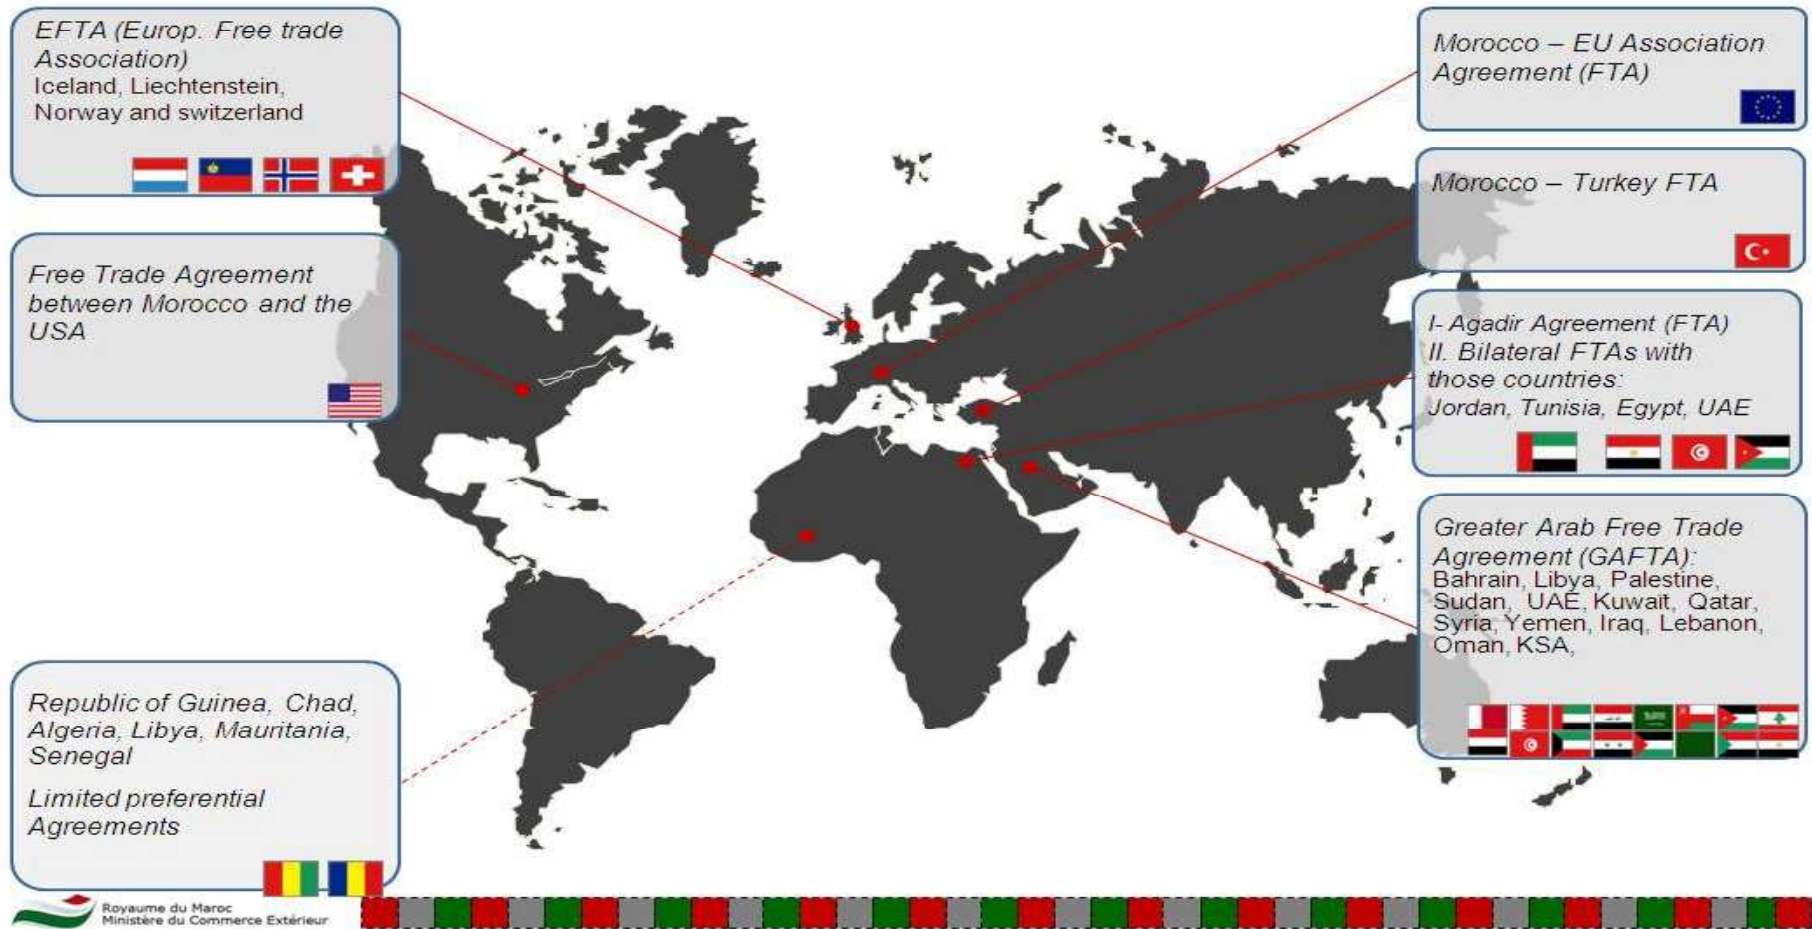 EFTA (Europ. Free trade
Association)
Iceland, Liechtenstein,
Norway and switzerland
Free Trade Agreement
between Morocco and the
USA
Republic of Guinea, Chad,
Algeria, Libya, Mauritania,
Senegal
Limited preferential
Agreements
Morocco – EU Association
Agreement (FTA)
Morocco – Turkey FTA
I- Agadir Agreement (FTA)
II. Bilateral FTAs with
those countries:
Jordan, Tunisia, Egypt, UAE
Greater Arab Free Trade
Agreement (GAFTA):
Bahrain, Libya, Palestine,
Sudan, UAE, Kuwait, Qatar,
Syria, Yemen, Iraq, Lebanon,
Oman, KSA,
Royaume du Maroc
Ministère du Commerce Extérieur